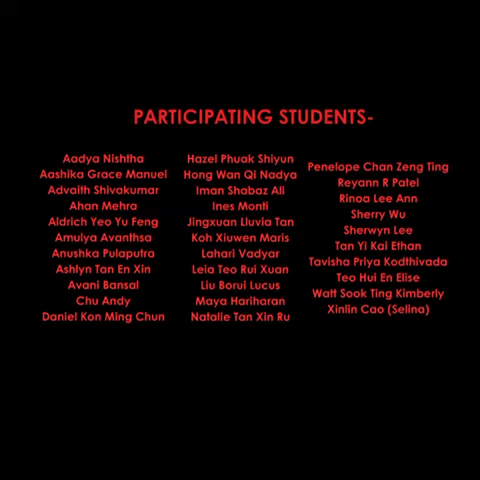 PARTICIPATING STUDENTS-
Aadya Nishtha
Aashika Grace Manuel
Advaith Shivakumar
Ahan Mehra
Aldrich Yeo Yu Feng
Amulya Avanthsa
Anushka Pulaputra
Ashlyn Tan En Xin
Avani Bansal
Chu Andy
Daniel Kon Ming Chun
Hazel Phuak Shiyun
Hong Wan Qi Nadya
Iman Shabaz Ali
Ines Monti
Jingxuan Lluvia Tan
Koh Xiuwen Maris
Lahari Vadyar
Leia Teo Rui Xuan
Liu Borui Lucus
Maya Hariharan
Natalie Tan Xin Ru
Penelope Chan Zeng Ting
Reyann R Patel
Rinoa Lee Ann
Sherry Wu
Sherwyn Lee
Tan Yi Kai Ethan
Tavisha Priya Kodthivada
Teo Hui En Elise
Watt Sook Ting Kimberly
Xinlin Cao (Selina)